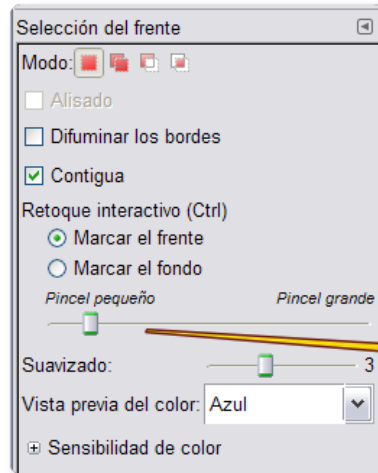 Selección del frente
Modo:
Alisado
Difuminar los bordes
Contigua
Retoque interactivo (Ctrl)
Marcar el frente
Marcar el fondo
Pincel pequeño Pincel grande
Suavizado: 3
Vista previa del color: Azul
Sensibilidad de color